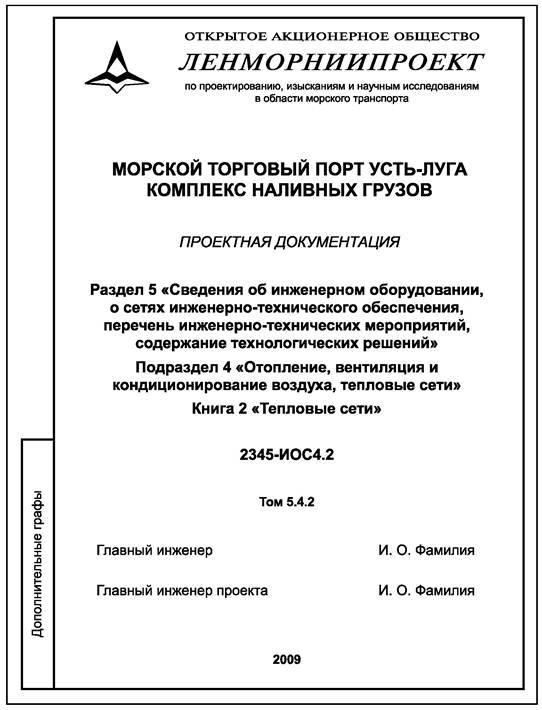 ОТКРЫТОЕ АКЦИОНЕРНОЕ ОБЩЕСТВО
ЛЕНМОРНИИПРОЕКТ
по проектированию, изысканиям и научным исследованиям
в области морского транспорта
МОРСКОЙ ТОРГОВЫЙ ПОРТ УСТЬ-ЛУГА
КОМПЛЕКС НАЛИВНЫХ ГРУЗОВ
ПРОЕКТНАЯ ДОКУМЕНТАЦИЯ
Раздел 5 «Сведения об инженерном оборудовании,
о сетях инженерно-технического обеспечения,
перечень инженерно-технических мероприятий,
содержание технологических решений»
Подраздел 4 «Отопление, вентиляция и
кондиционирование воздуха, тепловые сети»
Книга 2 «Тепловые сети»
2345-ИОС4.2
Том 5.4.2
Главный инженер И. О. Фамилия
Главный инженер проекта И. О. Фамилия
Дополнительные графы
2009